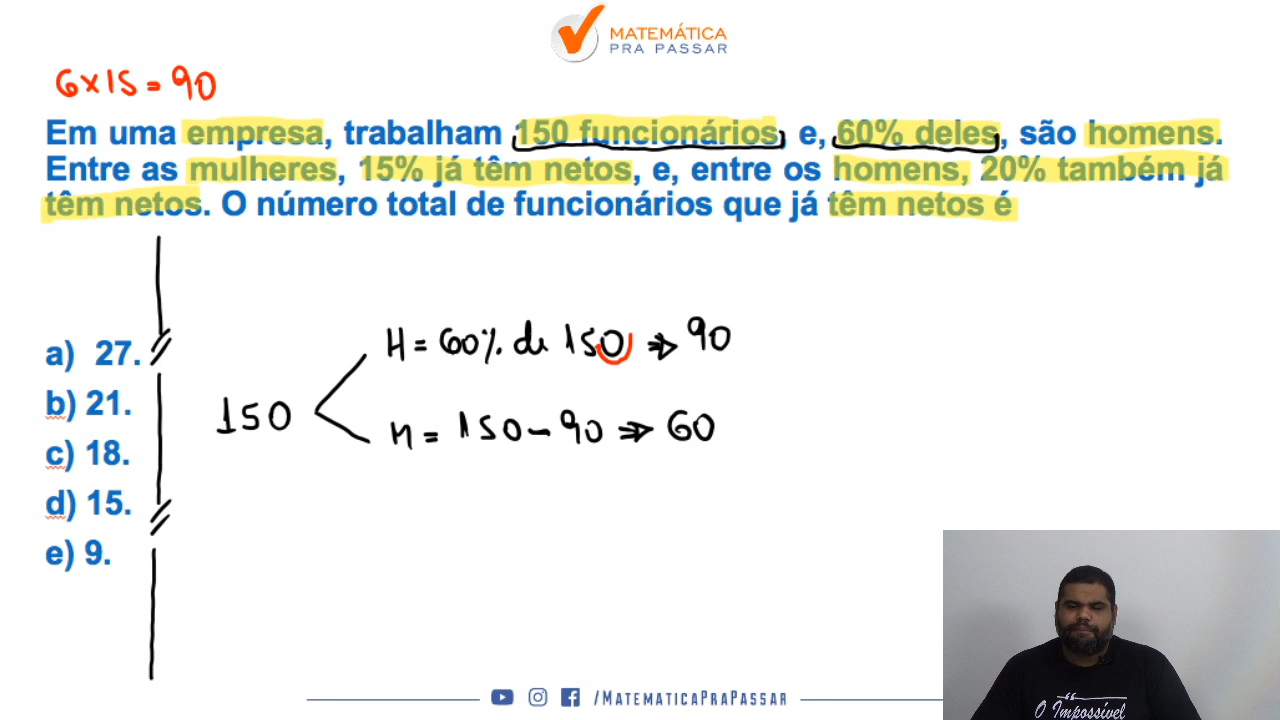 MATEMÁTICA
PRA PASSAR
6x15=90
Em uma empresa, trabalham 150 funcionários, e, 60% deles, são homens.
Entre as mulheres, 15% já têm netos, e, entre os homens, 20% também já
têm netos. O número total de funcionários que já têm netos é
H = 60% de 150 ⇒ 90
a) 27.
b) 21.
150
M = 150 - 90 ⇒ 60
c) 18.
d) 15.
e) 9.
/MatematicaPraPassar
O Impossível